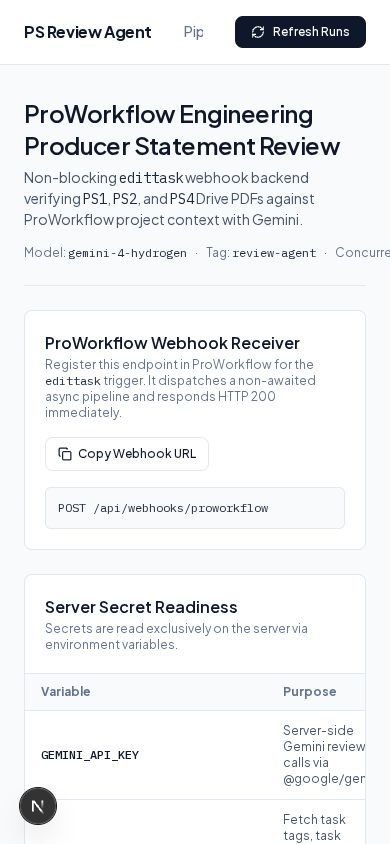 PS Review Agent
Pip
Refresh Runs
ProWorkflow Engineering
Producer Statement Review
Non-blocking edittask webhook backend
verifying PS1, PS2, and PS4 Drive PDFs against
ProWorkflow project context with Gemini.
Model: gemini-4-hydrogen · Tag: review-agent · Concurre
ProWorkflow Webhook Receiver
Register this endpoint in ProWorkflow for the
edittask trigger. It dispatches a non-awaited
async pipeline and responds HTTP 200
immediately.
Copy Webhook URL
POST /api/webhooks/proworkflow
Server Secret Readiness
Secrets are read exclusively on the server via
environment variables.
Variable Purpose
GEMINI_API_KEY
Server-side
Gemini review
calls via
@google/gen
Fetch task
tags, task
N